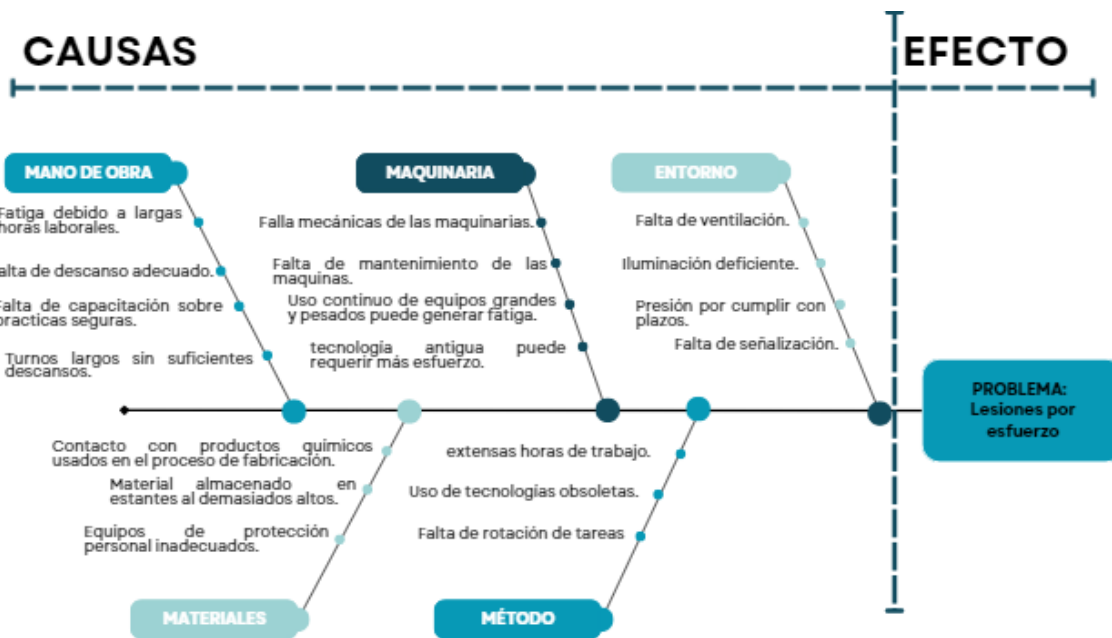 CAUSAS
EFECTO
MANO DE OBRA
Fatiga debido a largas
horas laborales.
alta de descanso adecuado.
Falta de capacitación sobre
practicas seguras.
Turnos largos sin suficientes
descansos.
MAQUINARIA
Falla mecánicas de las maquinarias.
Falta de mantenimiento de las
maquinas.
Uso continuo de equipos grandes
y pesados puede generar fatiga.
tecnología antigua puede
requerir más esfuerzo.
ENTORNO
Falta de ventilación.
Iluminación deficiente.
Presión por cumplir con
plazos.
Falta de señalización.
PROBLEMA:
Lesiones por
esfuerzo
Contacto con productos químicos
usados en el proceso de fabricación.
Material almacenado en
estantes al demasiados altos.
Equipos de protección
personal inadecuados.
MATERIALES
extensas horas de trabajo.
Uso de tecnologías obsoletas.
Falta de rotación de tareas
MÉTODO